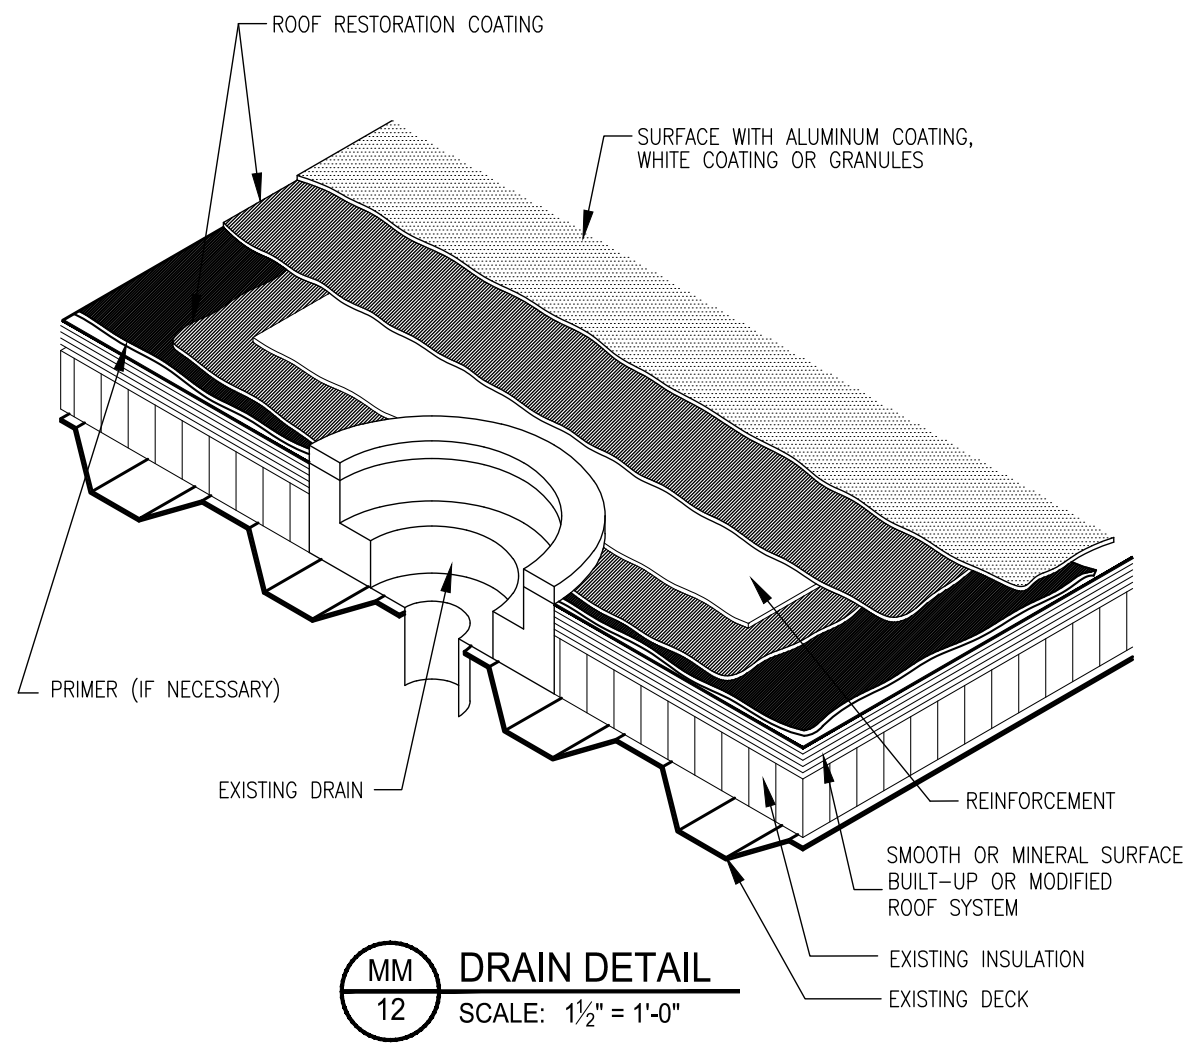 ROOF RESTORATION COATING
SURFACE WITH ALUMINUM COATING,
WHITE COATING OR GRANULES
PRIMER (IF NECESSARY)
EXISTING DRAIN
REINFORCEMENT
SMOOTH OR MINERAL SURFACE
BUILT-UP OR MODIFIED
ROOF SYSTEM
EXISTING INSULATION
EXISTING DECK
MM
12
DRAIN DETAIL
SCALE: 1½" = 1'-0"